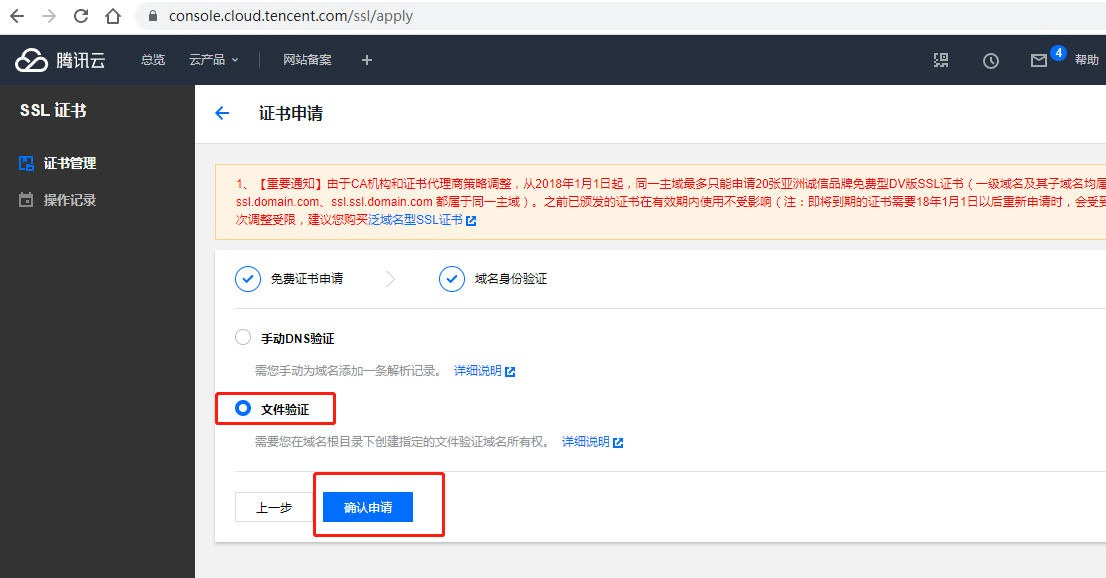 console.cloud.tencent.com/ssl/apply
腾讯云 总览 云产品 网站备案 + 4 帮助
SSL 证书
证书管理
操作记录
证书申请
1、【重要通知】由于CA机构和证书代理商策略调整，从2018年1月1日起，同一主域最多只能申请20张亚洲诚信品牌免费型DV版SSL证书（一级域名及其子域名均属
ssl.domain.com、ssl.ssl.domain.com 都属于同一主域）。之前已颁发的证书在有效期内使用不受影响（注：即将到期的证书需要18年1月1日以后重新申请时，会受到
次调整受限，建议您购买泛域名型SSL证书
免费证书申请 域名身份验证
手动DNS验证
需您手动为域名添加一条解析记录。 详细说明
文件验证
需要您在域名根目录下创建指定的文件验证域名所有权。 详细说明
上一步 确认申请